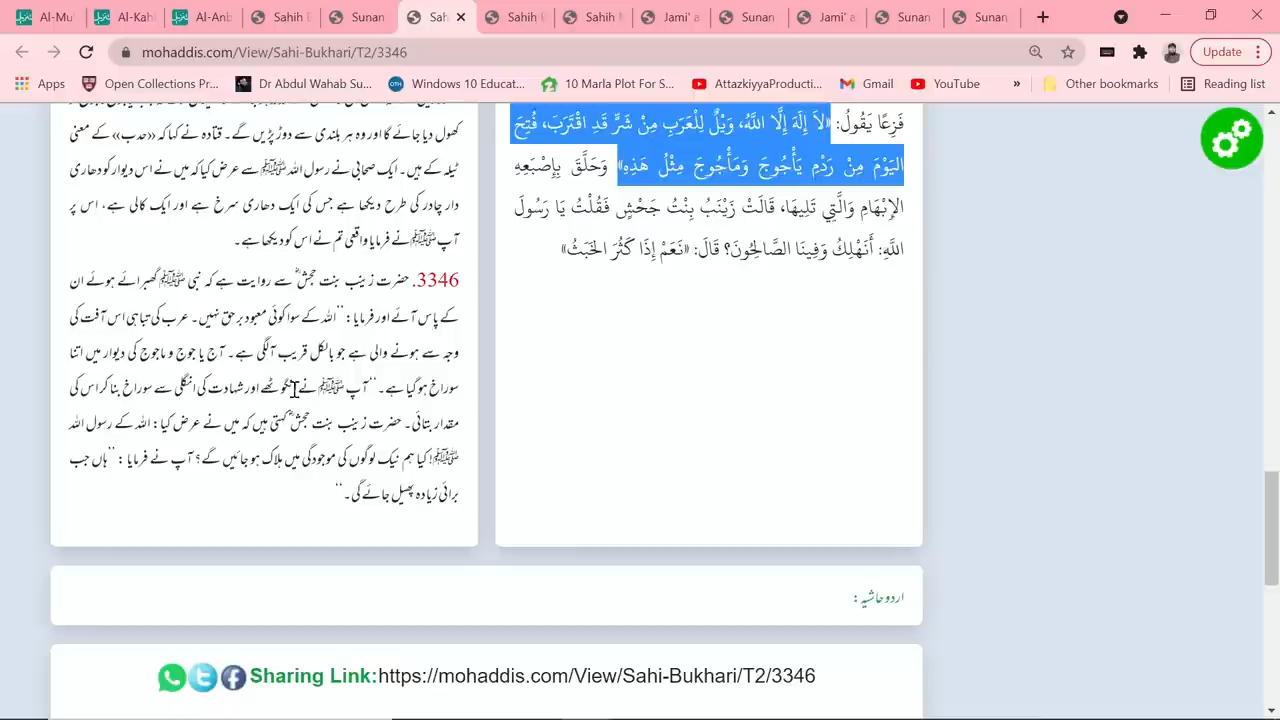 Al-Mu
Al-Kahf
Al-Anb
Sahih B
Sunan
Sah
Sahih
Sahih M
Jami' a
Sunan
Jami' a
Sunan
Sunan
mohaddis.com/View/Sahi-Bukhari/T2/3346
Update
Apps
Open Collections Pr...
Dr Abdul Wahab Su...
Windows 10 Educat...
10 Marla Plot For S...
AttazkiyyaProducti...
Gmail
YouTube
»
Other bookmarks
Reading list
فَزِعًا يَقُولُ: «لاَ إِلَهَ إِلَّا اللَّهُ، وَيْلٌ لِلْعَرَبِ مِنْ شَرٍّ قَدِ اقْتَرَبَ، فُتِحَ
اليَوْمَ مِنْ رَدْمِ يَأْجُوجَ وَمَأْجُوجَ مِثْلُ هَذِهِ» وَحَلَّقَ بِإِصْبَعِهِ
الإِبْهَامِ وَالَّتِي تَلِيهَا، قَالَتْ زَيْنَبُ بِنْتُ جَحْشٍ فَقُلْتُ يَا رَسُولَ
اللَّهِ: أَنَهْلِكُ وَفِينَا الصَّالِحُونَ؟ قَالَ: «نَعَمْ إِذَا كَثُرَ الخَبَثُ»
کھول دیا جائے گا اور وہ ہر بلندی سے دوڑ پڑیں گے۔ قتادہ نے کہا کہ «حدب» کے معنی
ٹیلہ کے ہیں۔ ایک صحابی نے رسول اللہ ﷺ سے عرض کیا کہ میں نے اس دیوار کو دھاری
دار چادر کی طرح دیکھا ہے جس کی ایک دھاری سرخ ہے اور ایک کالی ہے، اس پر
آپ ﷺ نے فرمایا واقعی تم نے اس کو دیکھا ہے۔
3346. حضرت زینب بنت جحش ؓ سے روایت ہے کہ نبی ﷺ گھبرائے ہوئے ان
کے پاس آئے اور فرمایا: ’’اللہ کے سوا کوئی معبود برحق نہیں۔ عرب کی تباہی اس آفت کی
وجہ سے ہونے والی ہے جو بالکل قریب آلگی ہے۔ آج یاجوج و ماجوج کی دیوار میں اتنا
سوراخ ہوگیا ہے۔‘‘ آپ ﷺ نے انگوٹھے اور شہادت کی انگلی سے سوراخ بنا کر اس کی
مقدار بتائی۔ حضرت زینب بنت جحش ؓ کہتی ہیں کہ میں نے عرض کیا: اللہ کے رسول اللہ
ﷺ! کیا ہم نیک لوگوں کی موجودگی میں ہلاک ہوجائیں گے؟ آپ نے فرمایا: ’’ہاں جب
برائی زیادہ پھیل جائے گی۔‘‘
اردو حاشیہ:
Sharing Link:https://mohaddis.com/View/Sahi-Bukhari/T2/3346